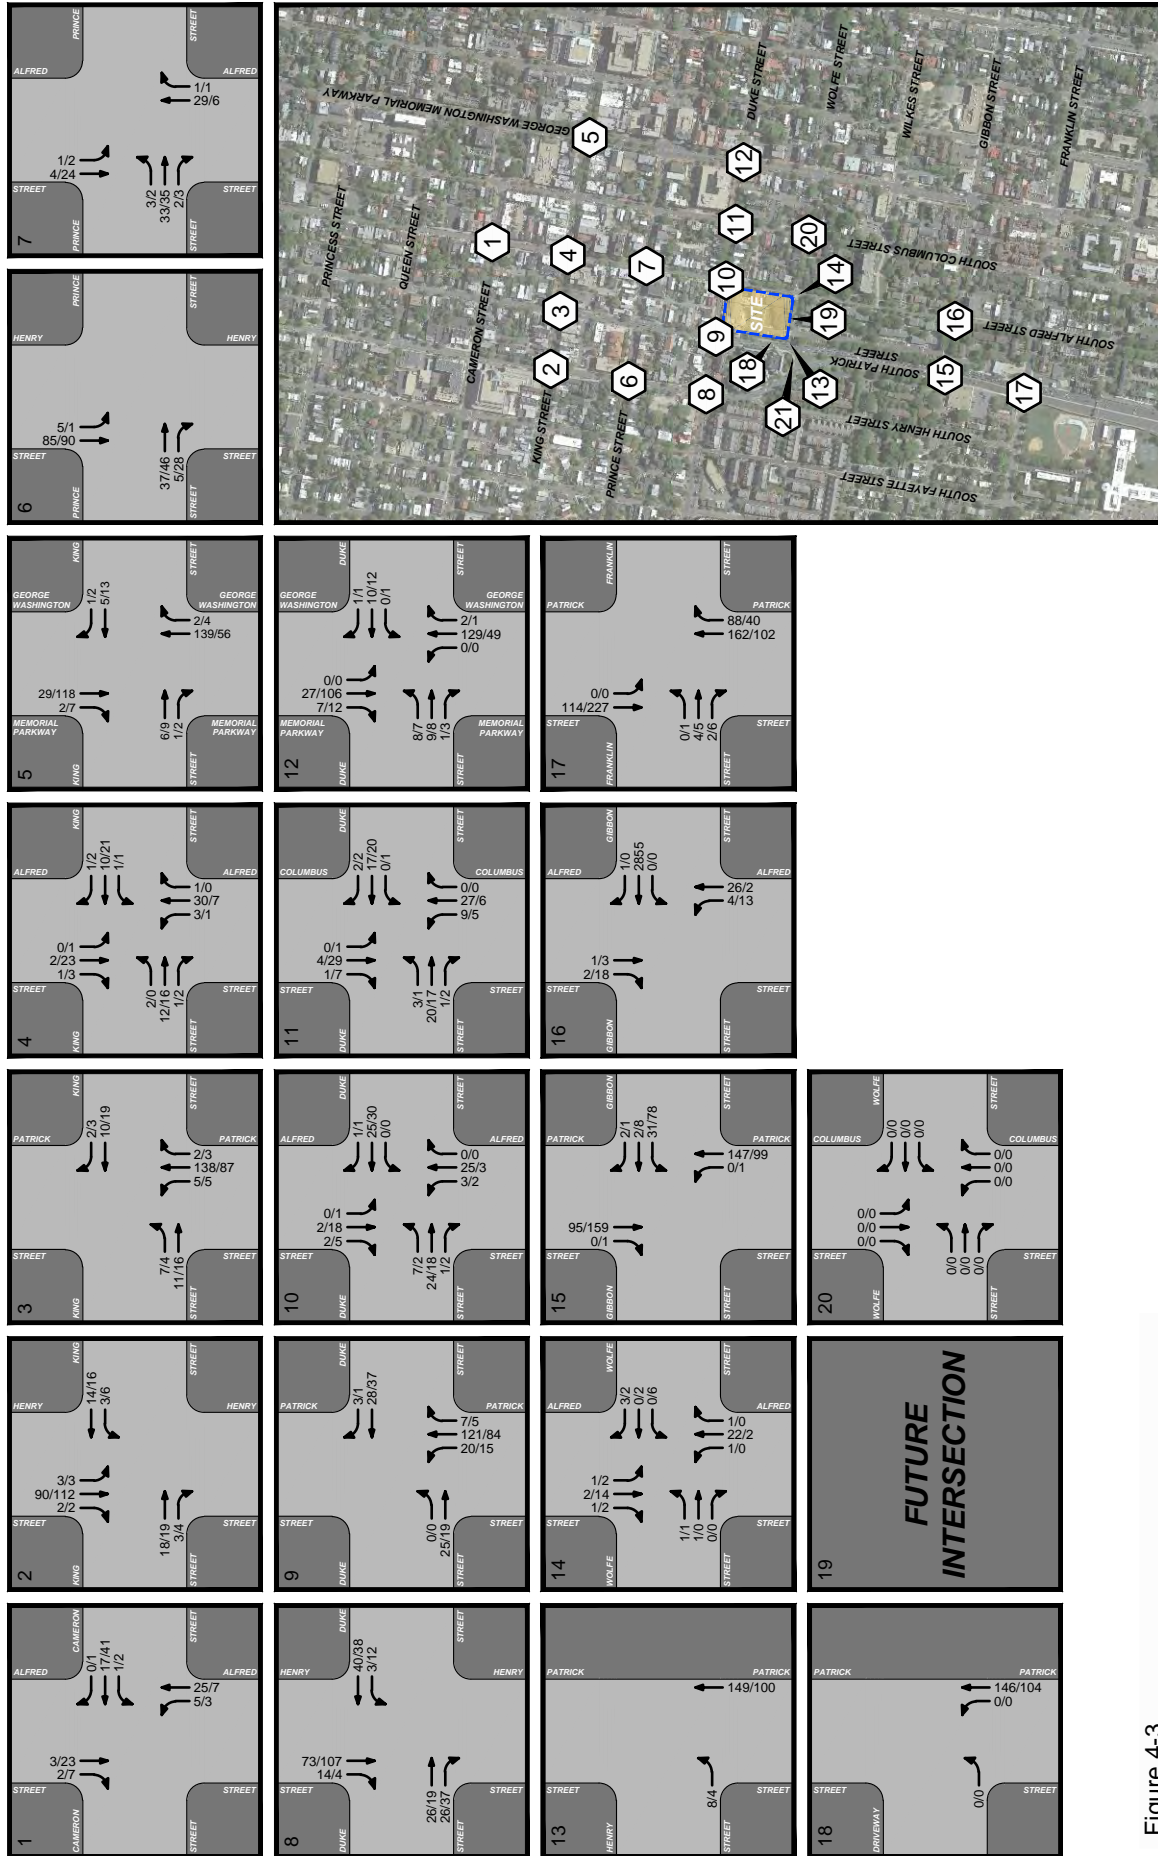 1
ALFRED
STREET
CAMERON
CAMERON
STREET
STREET
STREET
ALFRED
3/23
2/7
0/1
17/41
1/2
25/7
5/3
2
HENRY
STREET
KING
KING
STREET
STREET
STREET
HENRY
3/3
90/112
2/2
14/16
3/6
18/19
3/4
3
PATRICK
STREET
KING
KING
STREET
STREET
STREET
PATRICK
2/3
10/19
7/4
11/16
2/3
138/87
5/5
4
ALFRED
STREET
KING
KING
STREET
STREET
STREET
ALFRED
0/1
2/23
1/3
1/2
10/21
1/1
2/0
12/16
1/2
1/0
30/7
3/1
5
GEORGE
WASHINGTON
MEMORIAL
PARKWAY
KING
KING
STREET
STREET
MEMORIAL
PARKWAY
GEORGE
WASHINGTON
29/118
2/7
1/2
5/13
6/9
1/2
2/4
139/56
6
HENRY
STREET
PRINCE
PRINCE
STREET
STREET
STREET
HENRY
5/1
85/90
37/46
5/28
7
ALFRED
STREET
PRINCE
PRINCE
STREET
STREET
STREET
ALFRED
1/2
4/24
3/2
33/35
2/3
1/1
29/6
8
HENRY
STREET
DUKE
DUKE
STREET
STREET
STREET
HENRY
73/107
14/4
40/38
3/12
26/19
26/37
9
PATRICK
STREET
DUKE
DUKE
STREET
STREET
STREET
PATRICK
3/1
28/37
0/0
25/19
7/5
121/84
20/15
10
ALFRED
STREET
DUKE
DUKE
STREET
STREET
STREET
ALFRED
0/1
2/18
2/5
1/1
25/30
0/0
7/2
24/18
1/2
0/0
25/3
3/2
11
COLUMBUS
STREET
DUKE
DUKE
STREET
STREET
STREET
COLUMBUS
0/1
4/29
1/7
2/2
17/20
0/1
3/1
20/17
1/2
0/0
27/6
9/5
12
GEORGE
WASHINGTON
MEMORIAL
PARKWAY
DUKE
DUKE
STREET
STREET
MEMORIAL
PARKWAY
GEORGE
WASHINGTON
0/0
27/106
7/12
1/1
10/12
0/1
8/7
9/8
1/3
2/1
129/49
0/0
13
PATRICK
STREET
HENRY
STREET
STREET
PATRICK
8/4
149/100
14
ALFRED
STREET
WOLFE
WOLFE
STREET
STREET
STREET
ALFRED
1/2
2/14
1/2
3/2
0/2
0/6
1/1
1/0
0/0
1/0
22/2
1/0
15
PATRICK
STREET
GIBBON
GIBBON
STREET
STREET
STREET
PATRICK
95/159
0/1
2/1
2/8
31/78
147/99
0/1
16
ALFRED
STREET
GIBBON
GIBBON
STREET
STREET
STREET
ALFRED
1/3
2/18
1/0
2855
0/0
26/2
4/13
17
PATRICK
STREET
FRANKLIN
FRANKLIN
STREET
STREET
STREET
PATRICK
0/0
114/227
0/1
4/5
2/6
88/40
162/102
18
PATRICK
STREET
DRIVEWAY
STREET
PATRICK
0/0
146/104
0/0
19
FUTURE
INTERSECTION
20
COLUMBUS
STREET
WOLFE
WOLFE
STREET
STREET
STREET
COLUMBUS
0/0
0/0
0/0
0/0
0/0
0/0
0/0
0/0
0/0
0/0
0/0
0/0
PRINCESS STREET
QUEEN STREET
CAMERON STREET
KING STREET
PRINCE STREET
GEORGE WASHINGTON MEMORIAL PARKWAY
DUKE STREET
WOLFE STREET
WILKES STREET
GIBBON STREET
FRANKLIN STREET
SOUTH COLUMBUS STREET
SOUTH ALFRED STREET
SOUTH PATRICK
STREET
SOUTH HENRY STREET
SOUTH FAYETTE STREET
SITE
1
2
3
4
5
6
7
8
9
10
11
12
13
14
15
16
17
18
19
20
21
Figure 4-3